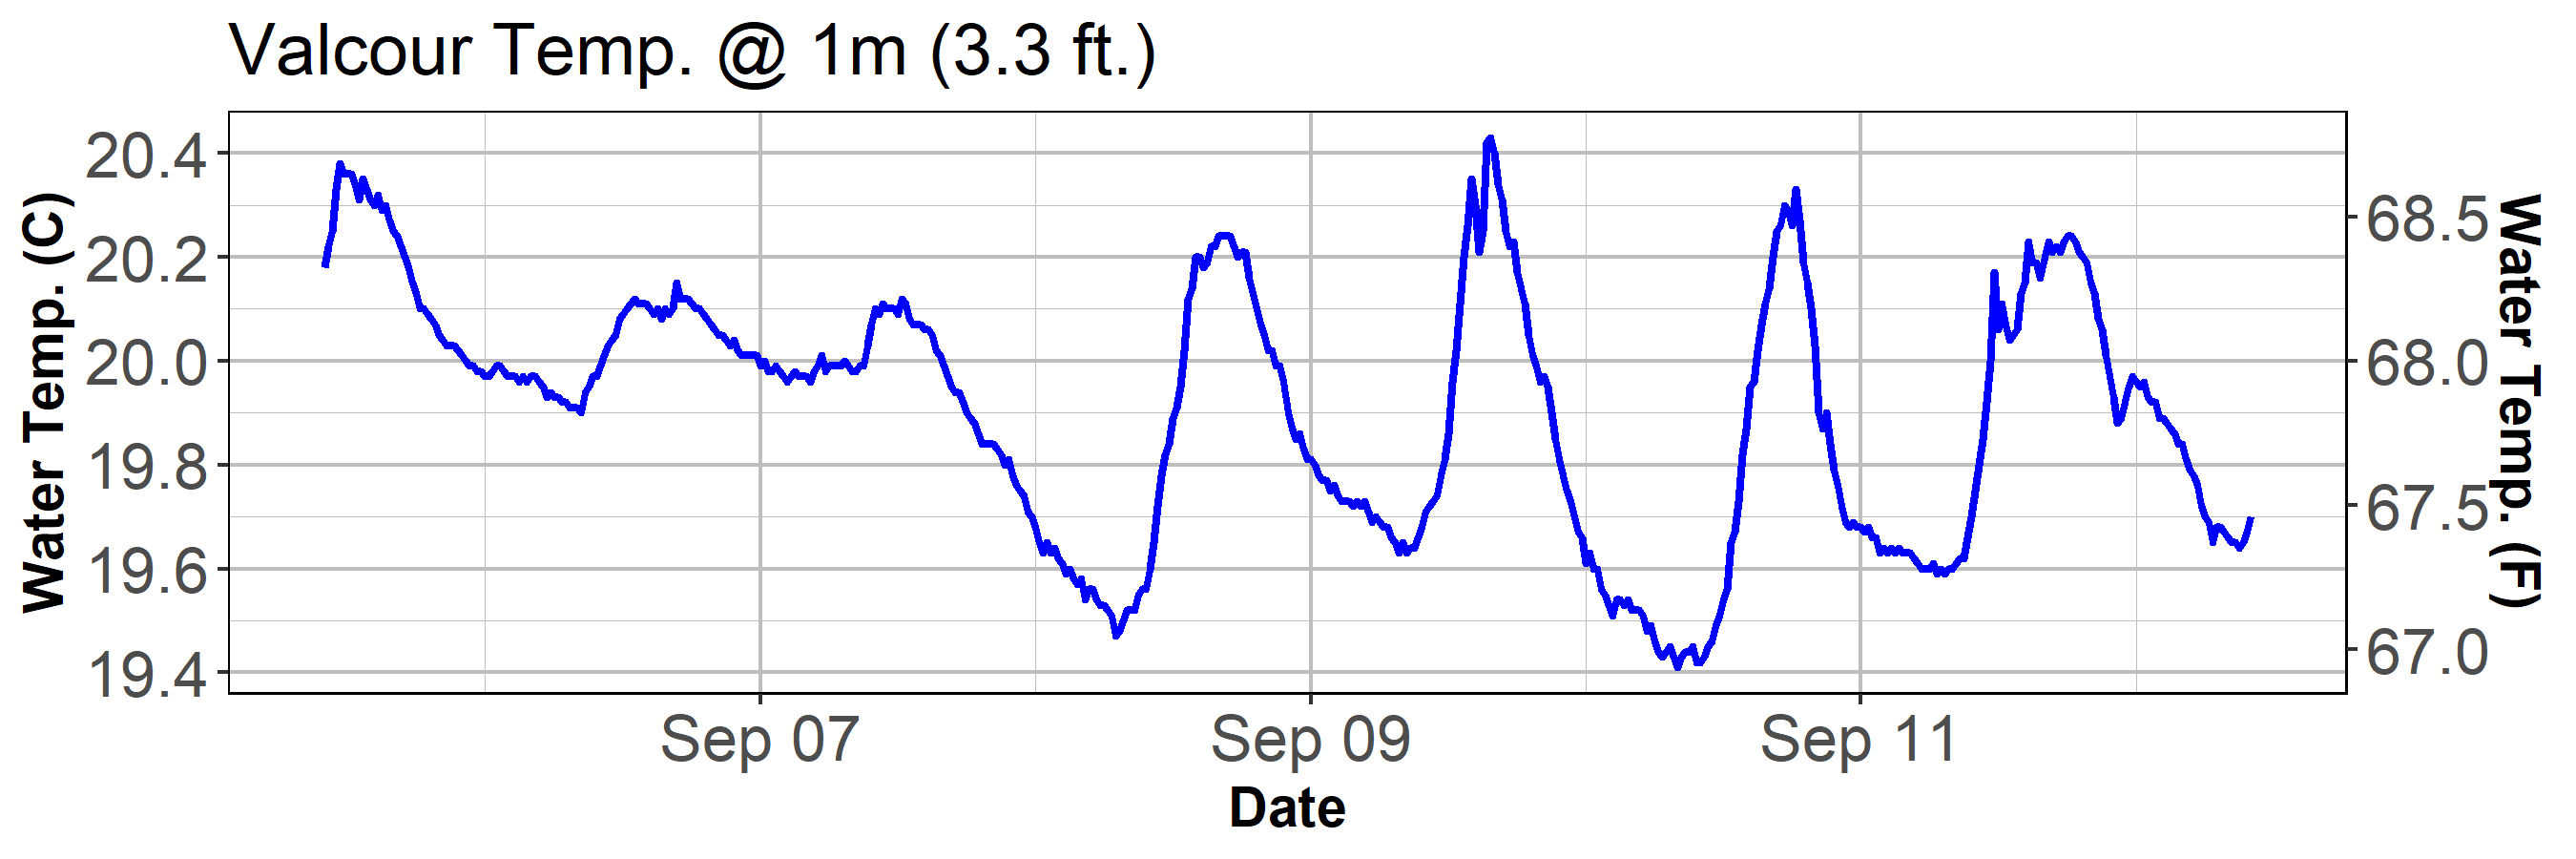 Valcour Temp. @ 1m (3.3 ft.)
Water Temp. (C)
20.4
20.2
20.0
19.8
19.6
19.4
68.5
68.0
67.5
67.0
Water Temp. (F)
Sep 07
Sep 09
Sep 11
Date